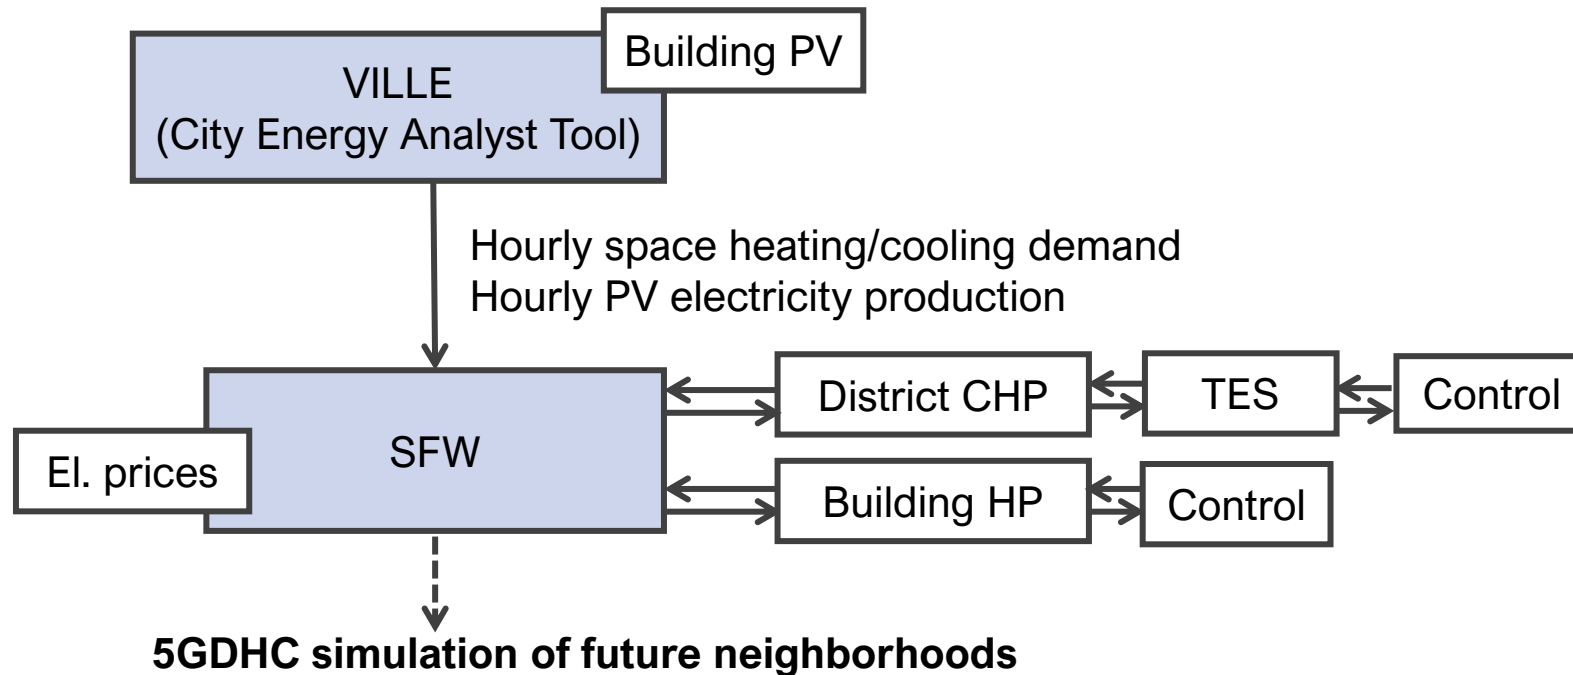 Building PV
VILLE
(City Energy Analyst Tool)
Hourly space heating/cooling demand
Hourly PV electricity production
District CHP
TES
Control
SFW
El. prices
Building HP
Control
5GDHC simulation of future neighborhoods